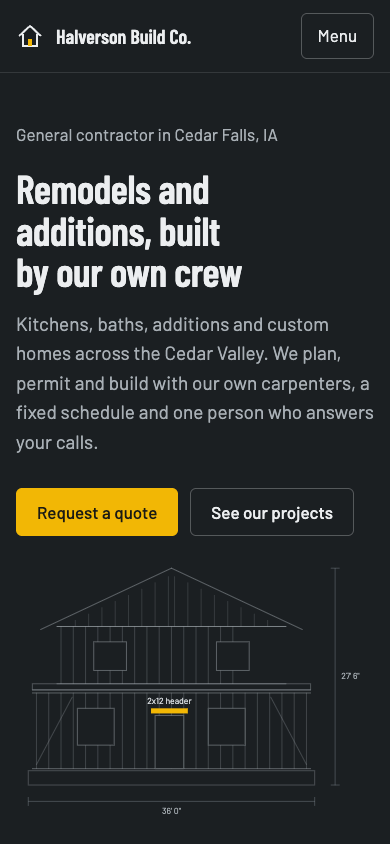 Halverson Build Co.
Menu
General contractor in Cedar Falls, IA
Remodels and
additions, built
by our own crew
Kitchens, baths, additions and custom
homes across the Cedar Valley. We plan,
permit and build with our own carpenters, a
fixed schedule and one person who answers
your calls.
Request a quote
See our projects
27' 6"
2x12 header
36' 0"